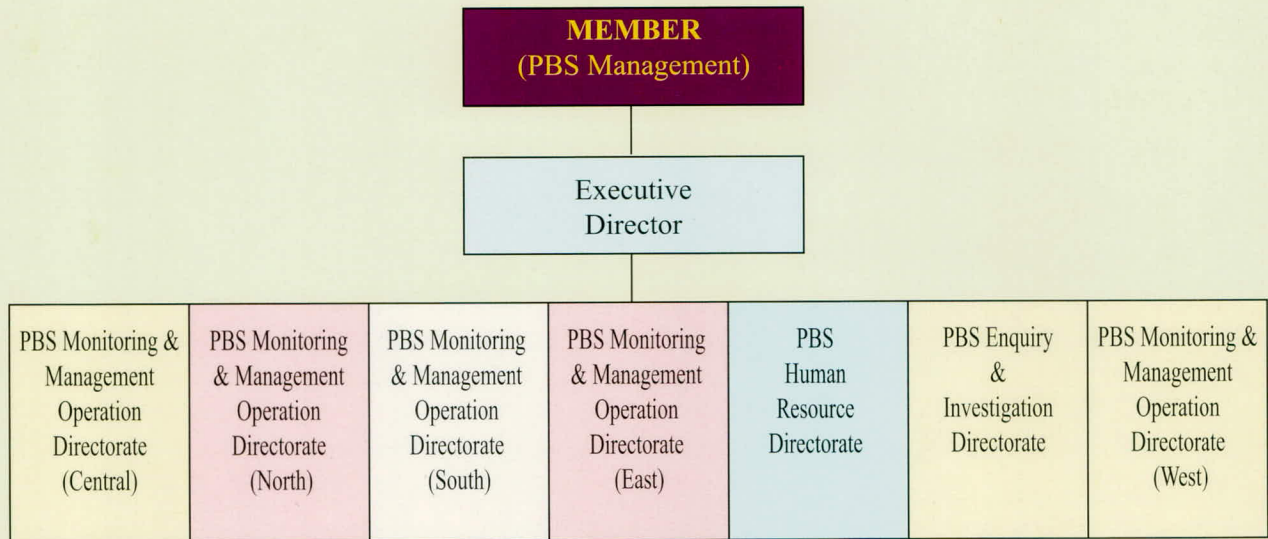 MEMBER
(PBS Management)
Executive
Director
PBS Monitoring &
Management
Operation
Directorate
(Central)
PBS Monitoring
& Management
Operation
Directorate
(North)
PBS Monitoring
& Management
Operation
Directorate
(South)
PBS Monitoring
& Management
Operation
Directorate
(East)
PBS
Human
Resource
Directorate
PBS Enquiry
&
Investigation
Directorate
PBS Monitoring &
Management
Operation
Directorate
(West)